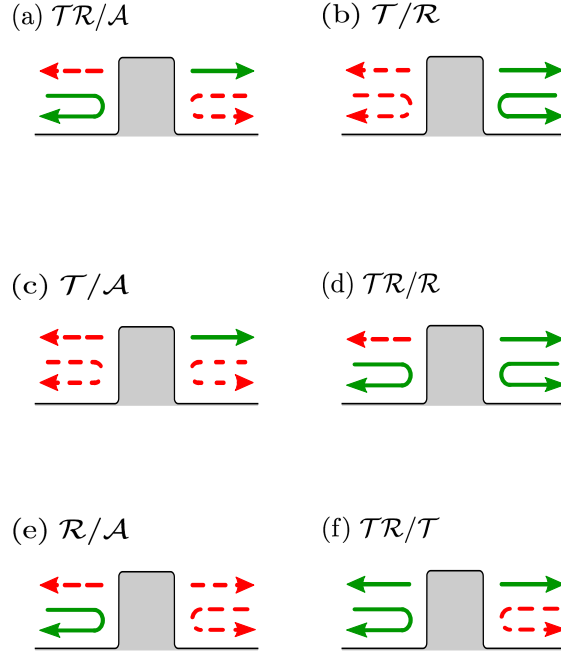 (a) 𝒯ℛ/𝒜
(b) 𝒯/ℛ
(c) 𝒯/𝒜
(d) 𝒯ℛ/ℛ
(e) ℛ/𝒜
(f) 𝒯ℛ/𝒯